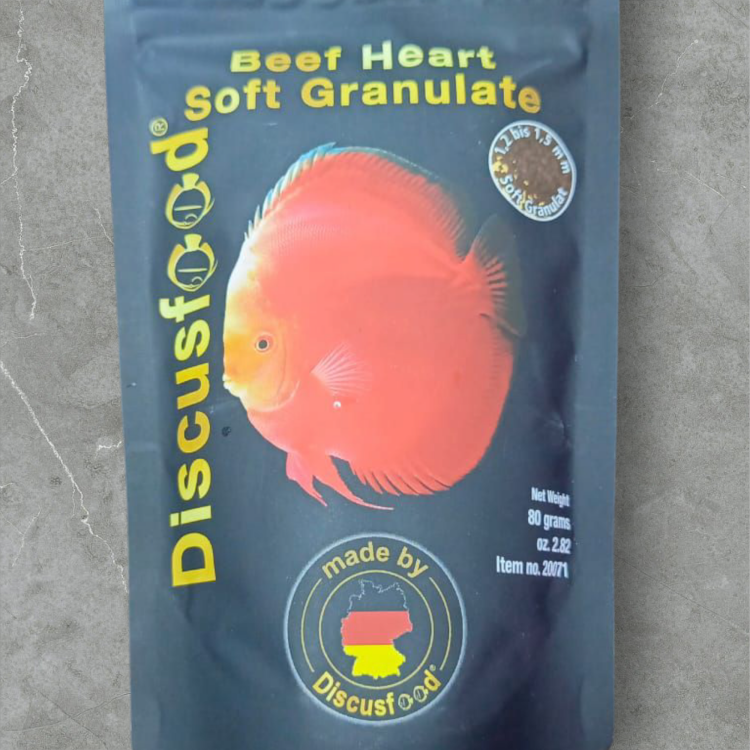 Beef Heart
Soft Granulate
Discusfood®
1,2 bis 1,5 mm
Soft Granulat
Net Weight
80 grams
oz. 2.82
Item no. 20071
made by
Discusfood®